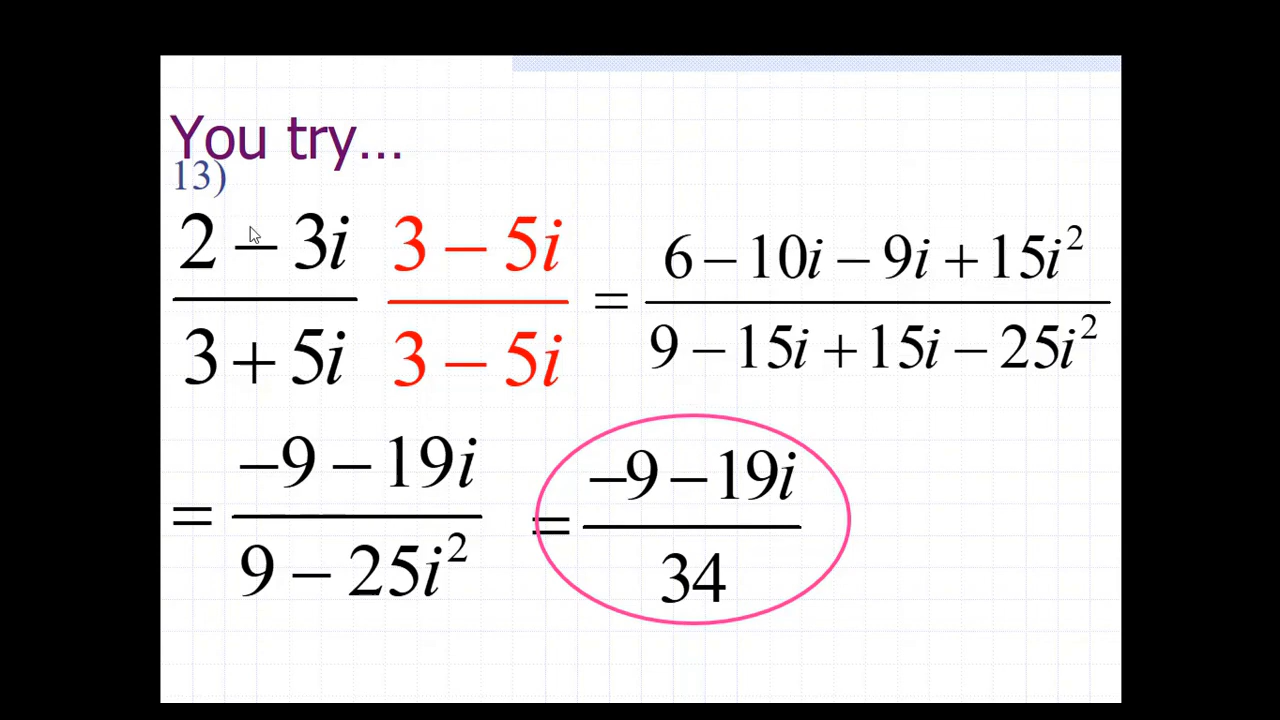 You try...
13)
2 − 3i 3 − 5i
3 + 5i 3 − 5i
= 6 − 10i − 9i + 15i²
9 − 15i + 15i − 25i²
= −9 − 19i
9 − 25i²
= −9 − 19i
34